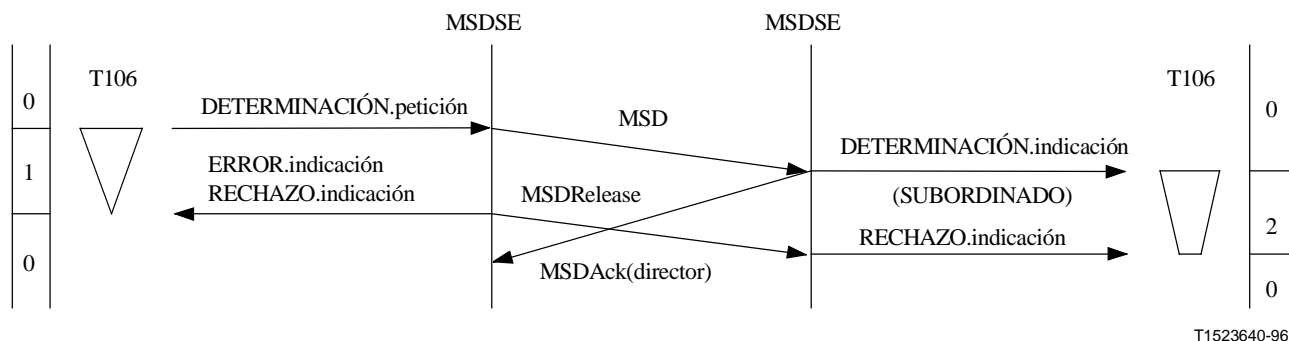 MSDSE
MSDSE
T106
T106
0
1
0
DETERMINACIÓN.petición
MSD
ERROR.indicación
RECHAZO.indicación
MSDRelease
MSDAck(director)
DETERMINACIÓN.indicación
(SUBORDINADO)
RECHAZO.indicación
0
2
0
T1523640-96